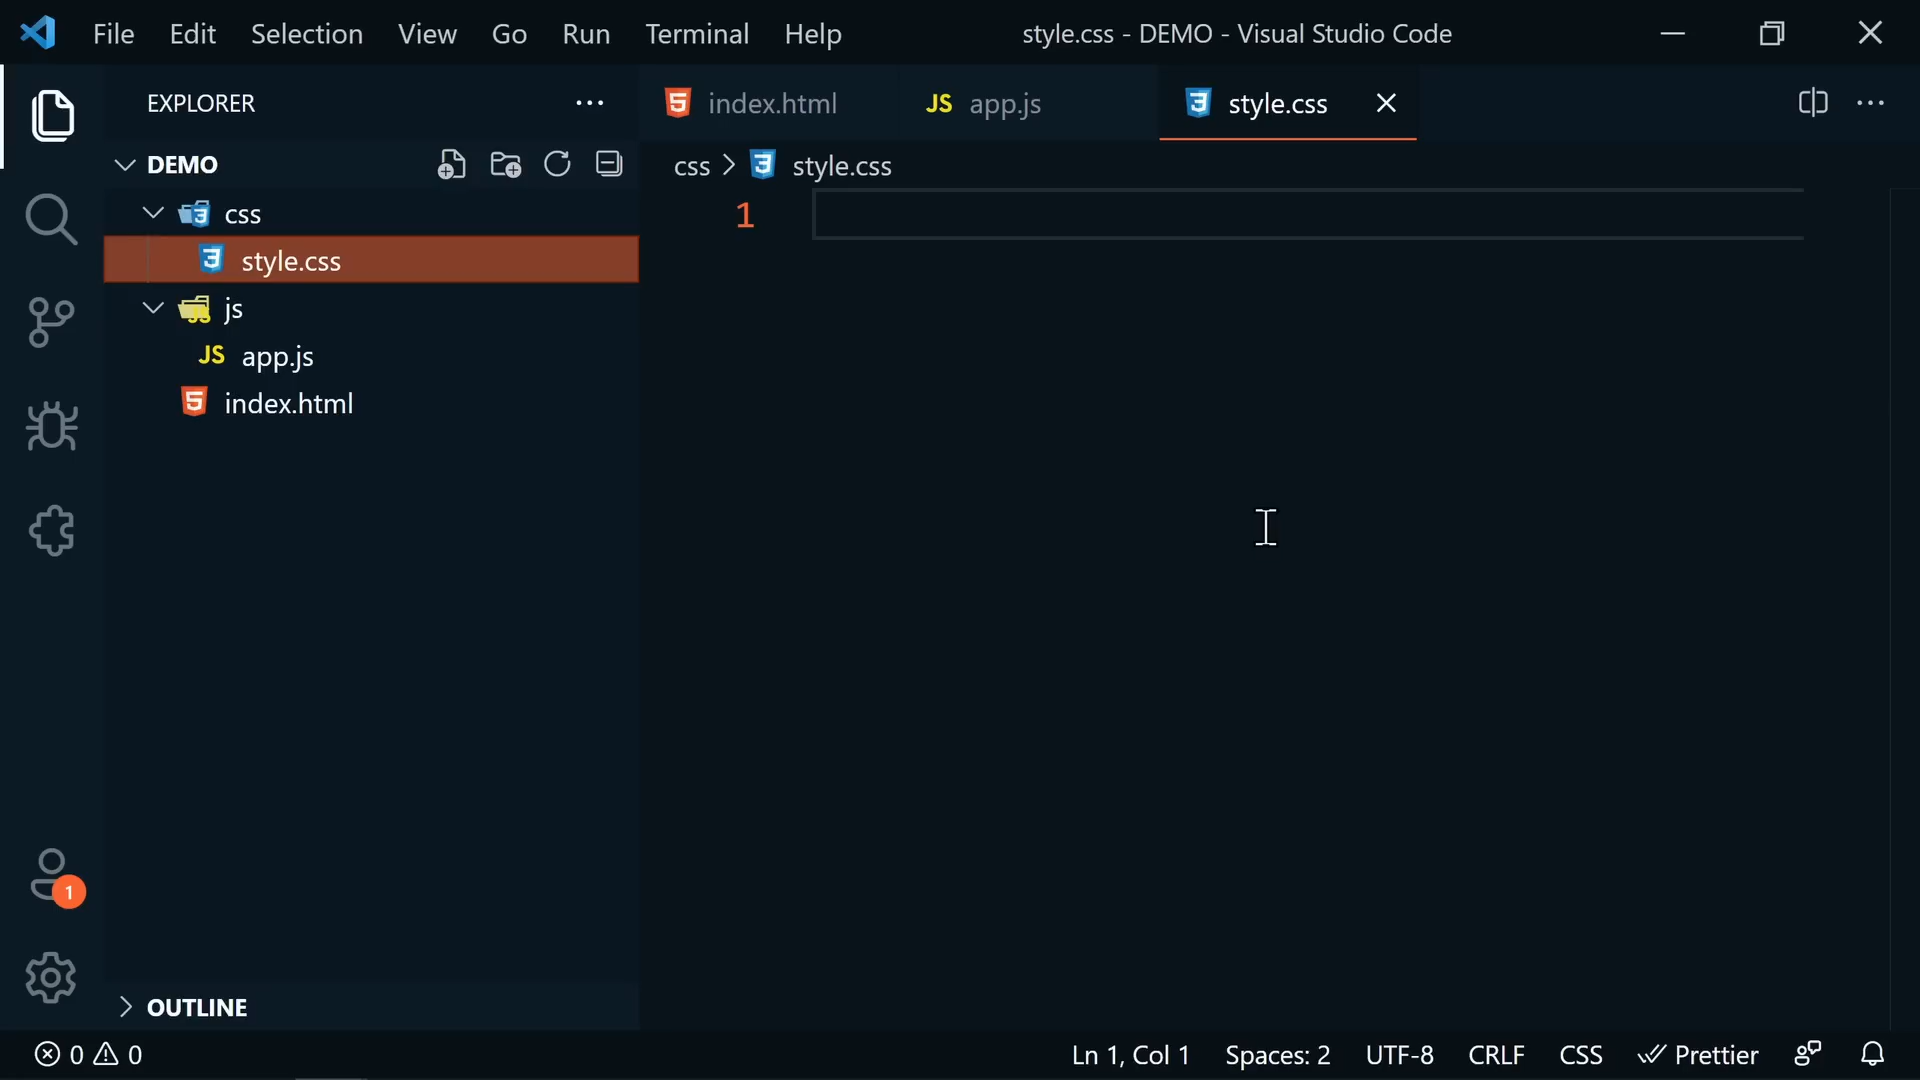 File Edit Selection View Go Run Terminal Help style.css - DEMO - Visual Studio Code
EXPLORER
index.html
JS app.js
style.css
DEMO
css > style.css
css
1
style.css
js
JS app.js
index.html
1
OUTLINE
0 0
Ln 1, Col 1 Spaces: 2 UTF-8 CRLF CSS Prettier